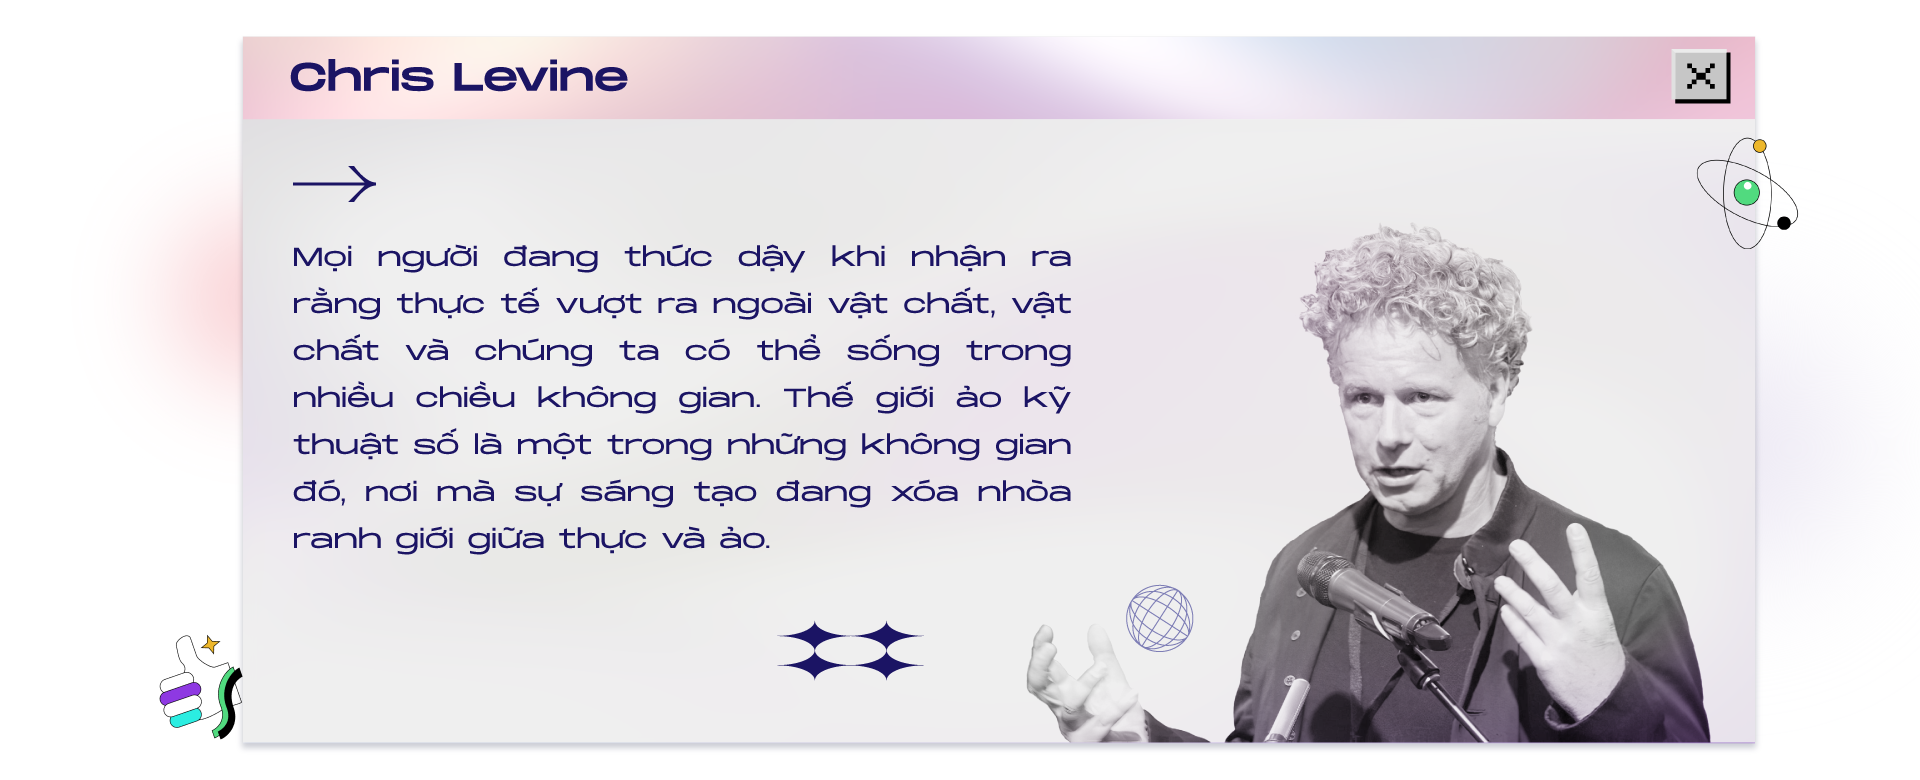 Chris Levine
Mọi người đang thức dậy khi nhận ra
rằng thực tế vượt ra ngoài vật chất, vật
chất và chúng ta có thể sống trong
nhiều chiều không gian. Thế giới ảo kỹ
thuật số là một trong những không gian
đó, nơi mà sự sáng tạo đang xóa nhòa
ranh giới giữa thực và ảo.